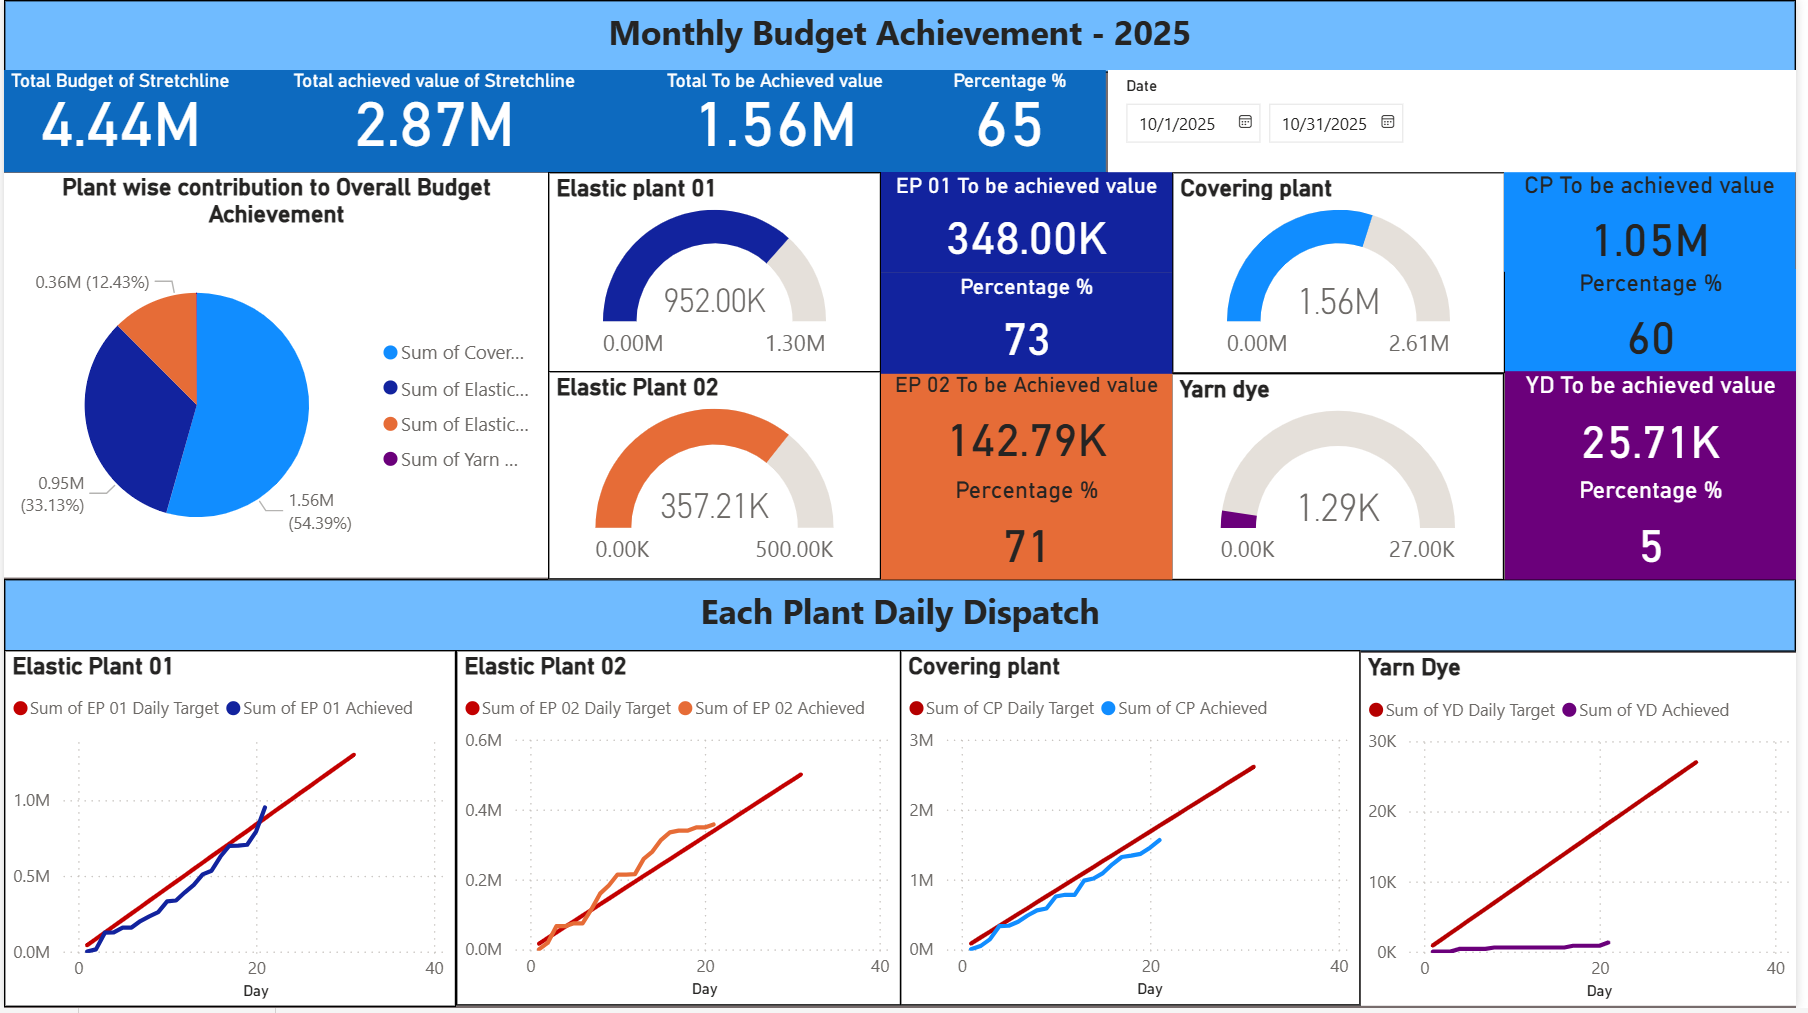 Monthly Budget Achievement - 2025
Total Budget of Stretchline
4.44M
Total achieved value of Stretchline
2.87M
Total To be Achieved value
1.56M
Percentage %
65
Date
10/1/2025
10/31/2025
Plant wise contribution to Overall Budget
Achievement
0.36M (12.43%)
0.95M
(33.13%)
1.56M
(54.39%)
Sum of Cover...
Sum of Elastic...
Sum of Elastic...
Sum of Yarn ...
Elastic plant 01
952.00K
0.00M
1.30M
EP 01 To be achieved value
348.00K
Percentage %
73
Covering plant
1.56M
0.00M
2.61M
CP To be achieved value
1.05M
Percentage %
60
Elastic Plant 02
357.21K
0.00K
500.00K
EP 02 To be Achieved value
142.79K
Percentage %
71
Yarn dye
1.29K
0.00K
27.00K
YD To be achieved value
25.71K
Percentage %
5
Each Plant Daily Dispatch
Elastic Plant 01
Sum of EP 01 Daily Target
Sum of EP 01 Achieved
1.0M
0.5M
0.0M
0
20
40
Day
Elastic Plant 02
Sum of EP 02 Daily Target
Sum of EP 02 Achieved
0.6M
0.4M
0.2M
0.0M
0
20
40
Day
Covering plant
Sum of CP Daily Target
Sum of CP Achieved
3M
2M
1M
0M
0
20
40
Day
Yarn Dye
Sum of YD Daily Target
Sum of YD Achieved
30K
20K
10K
0K
0
20
40
Day